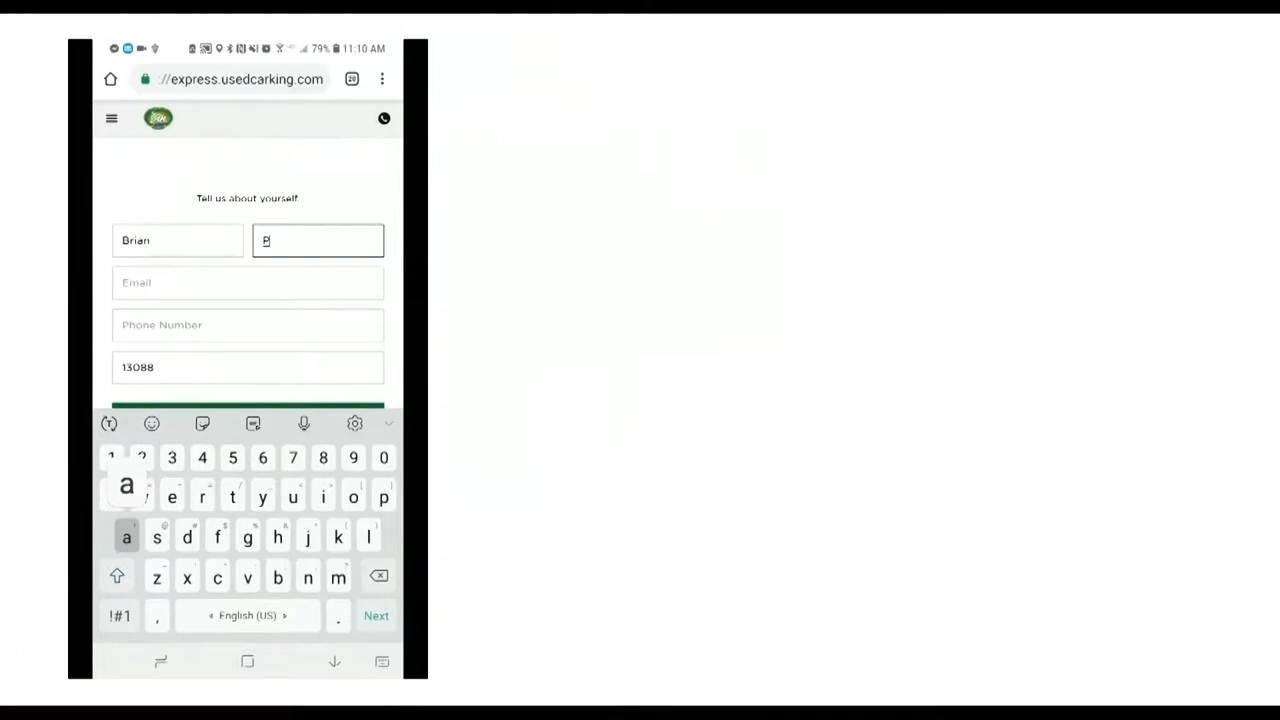 79% 11:10 AM
://express.usedcarking.com 20
Tell us about yourself.
Brian P
Email
Phone Number
13088
1 2 3 4 5 6 7 8 9 0
a
e r t y u i o p
a s d f g h j k l
z x c v b n m
!#1 , English (US) . Next